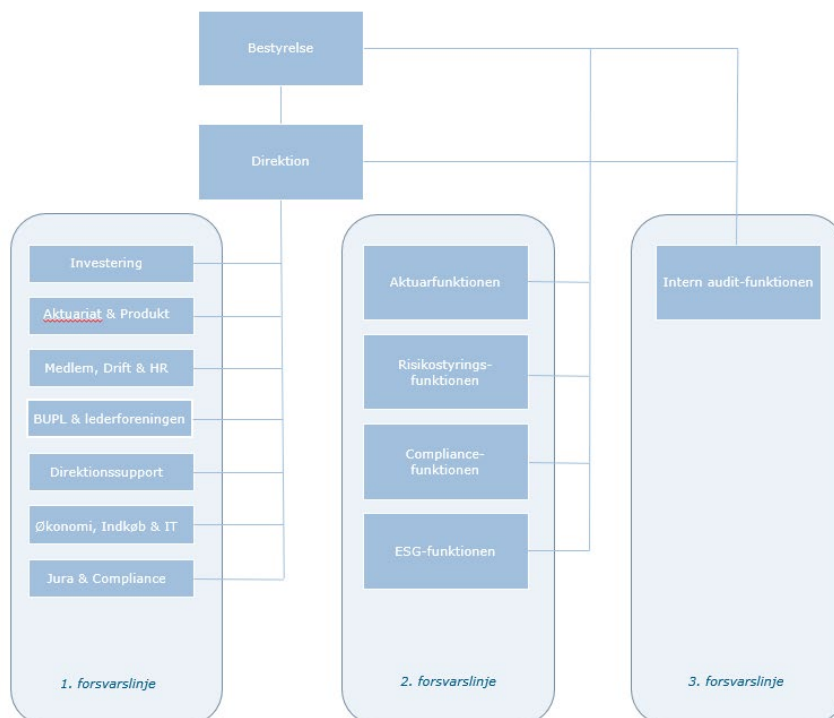 Bestyrelse
Direktion
Investering
Aktuariat & Produkt
Medlem, Drift & HR
BUPL & lederforeningen
Direktionssupport
Økonomi, Indkøb & IT
Jura & Compliance
1. forsvarslinje
Aktuarfunktionen
Risikostyrings-
funktionen
Compliance-
funktionen
ESG-funktionen
2. forsvarslinje
Intern audit-funktionen
3. forsvarslinje